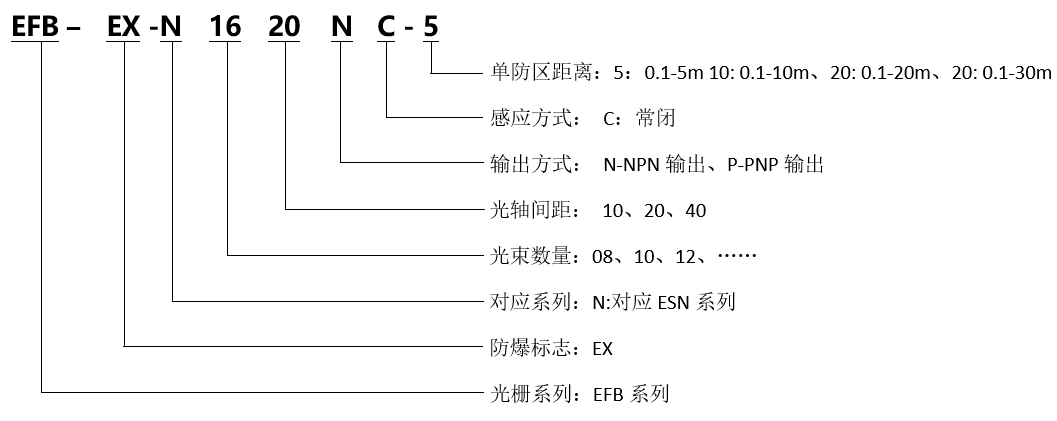 EFB – EX -N 16 20 N C - 5
单防区距离：5：0.1-5m 10: 0.1-10m、20: 0.1-20m、20: 0.1-30m
感应方式： C：常闭
输出方式： N-NPN 输出、P-PNP 输出
光轴间距： 10、20、40
光束数量：08、10、12、……
对应系列：N:对应 ESN 系列
防爆标志：EX
光栅系列：EFB 系列